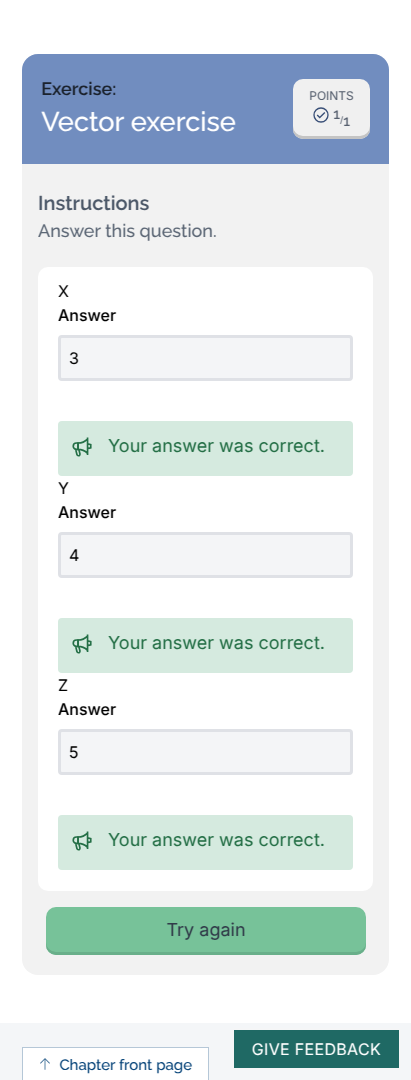 Exercise:
Vector exercise
POINTS
1/1
Instructions
Answer this question.
X
Answer
3
Your answer was correct.
Y
Answer
4
Your answer was correct.
Z
Answer
5
Your answer was correct.
Try again
GIVE FEEDBACK
Chapter front page